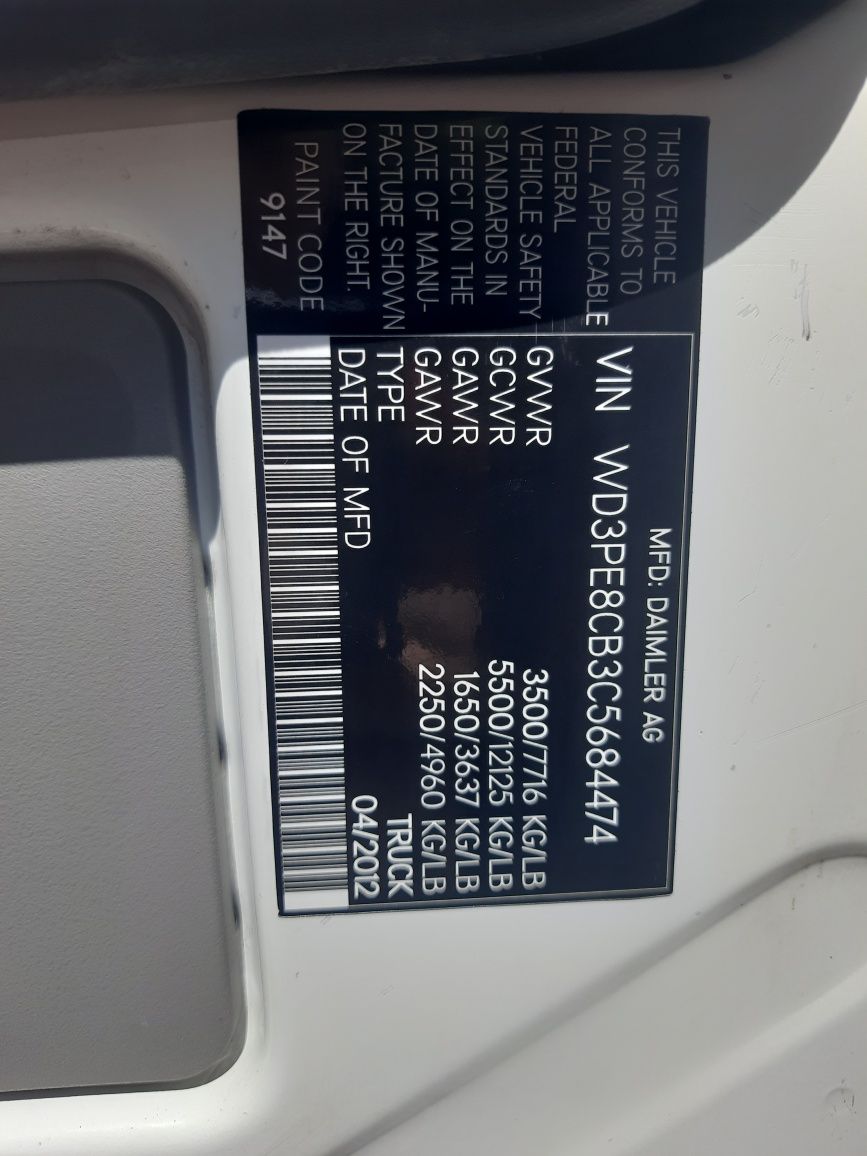 THIS VEHICLE
CONFORMS TO
ALL APPLICABLE
FEDERAL
VEHICLE SAFETY
STANDARDS IN
EFFECT ON THE
DATE OF MANU-
FACTURE SHOWN
ON THE RIGHT.
PAINT CODE
9147
MFD: DAIMLER AG
VIN WD3PE8CB3C5684474
GVWR 3500/7716 KG/LB
GCWR 5500/12125 KG/LB
GAWR 1650/3637 KG/LB
GAWR 2250/4960 KG/LB
TYPE TRUCK
DATE OF MFD 04/2012